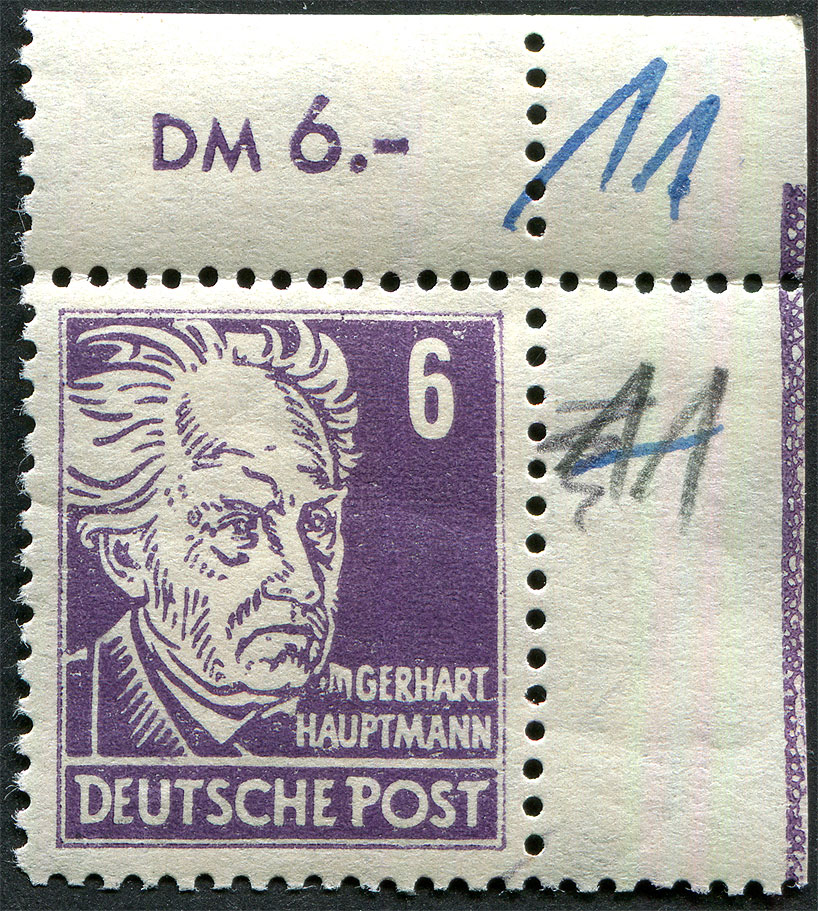 DM 6.-
11
6
11
GERHART
HAUPTMANN
DEUTSCHE POST